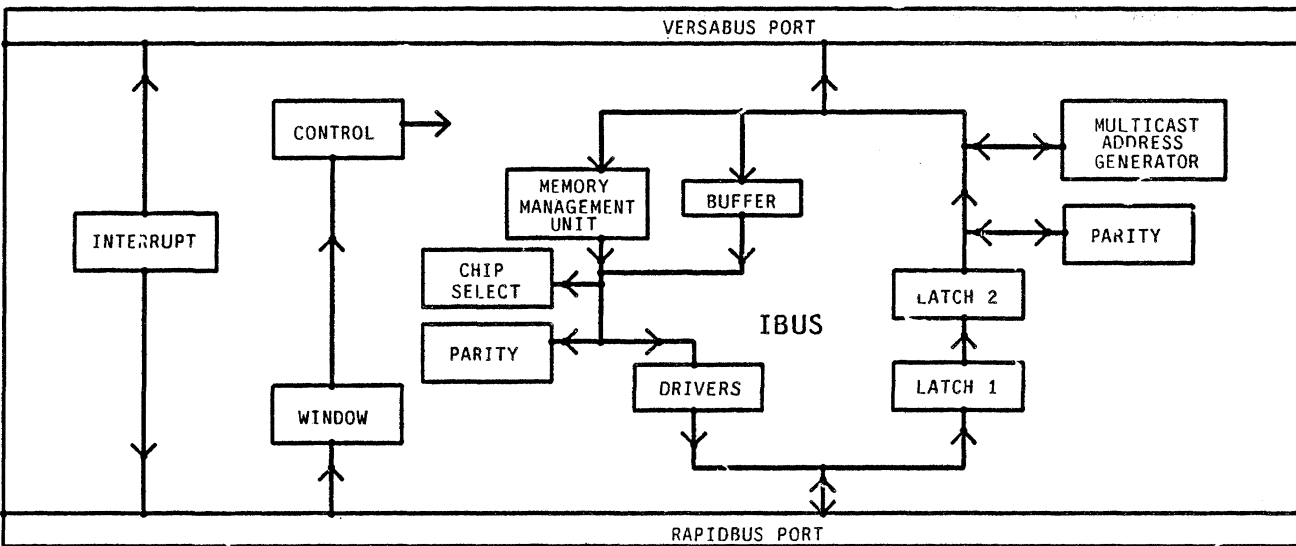 VERSABUS PORT
CONTROL
MULTICAST
ADDRESS
GENERATOR
MEMORY
MANAGEMENT
UNIT
BUFFER
INTERRUPT
PARITY
CHIP
SELECT
LATCH 2
IBUS
PARITY
DRIVERS
LATCH 1
WINDOW
RAPIDBUS PORT